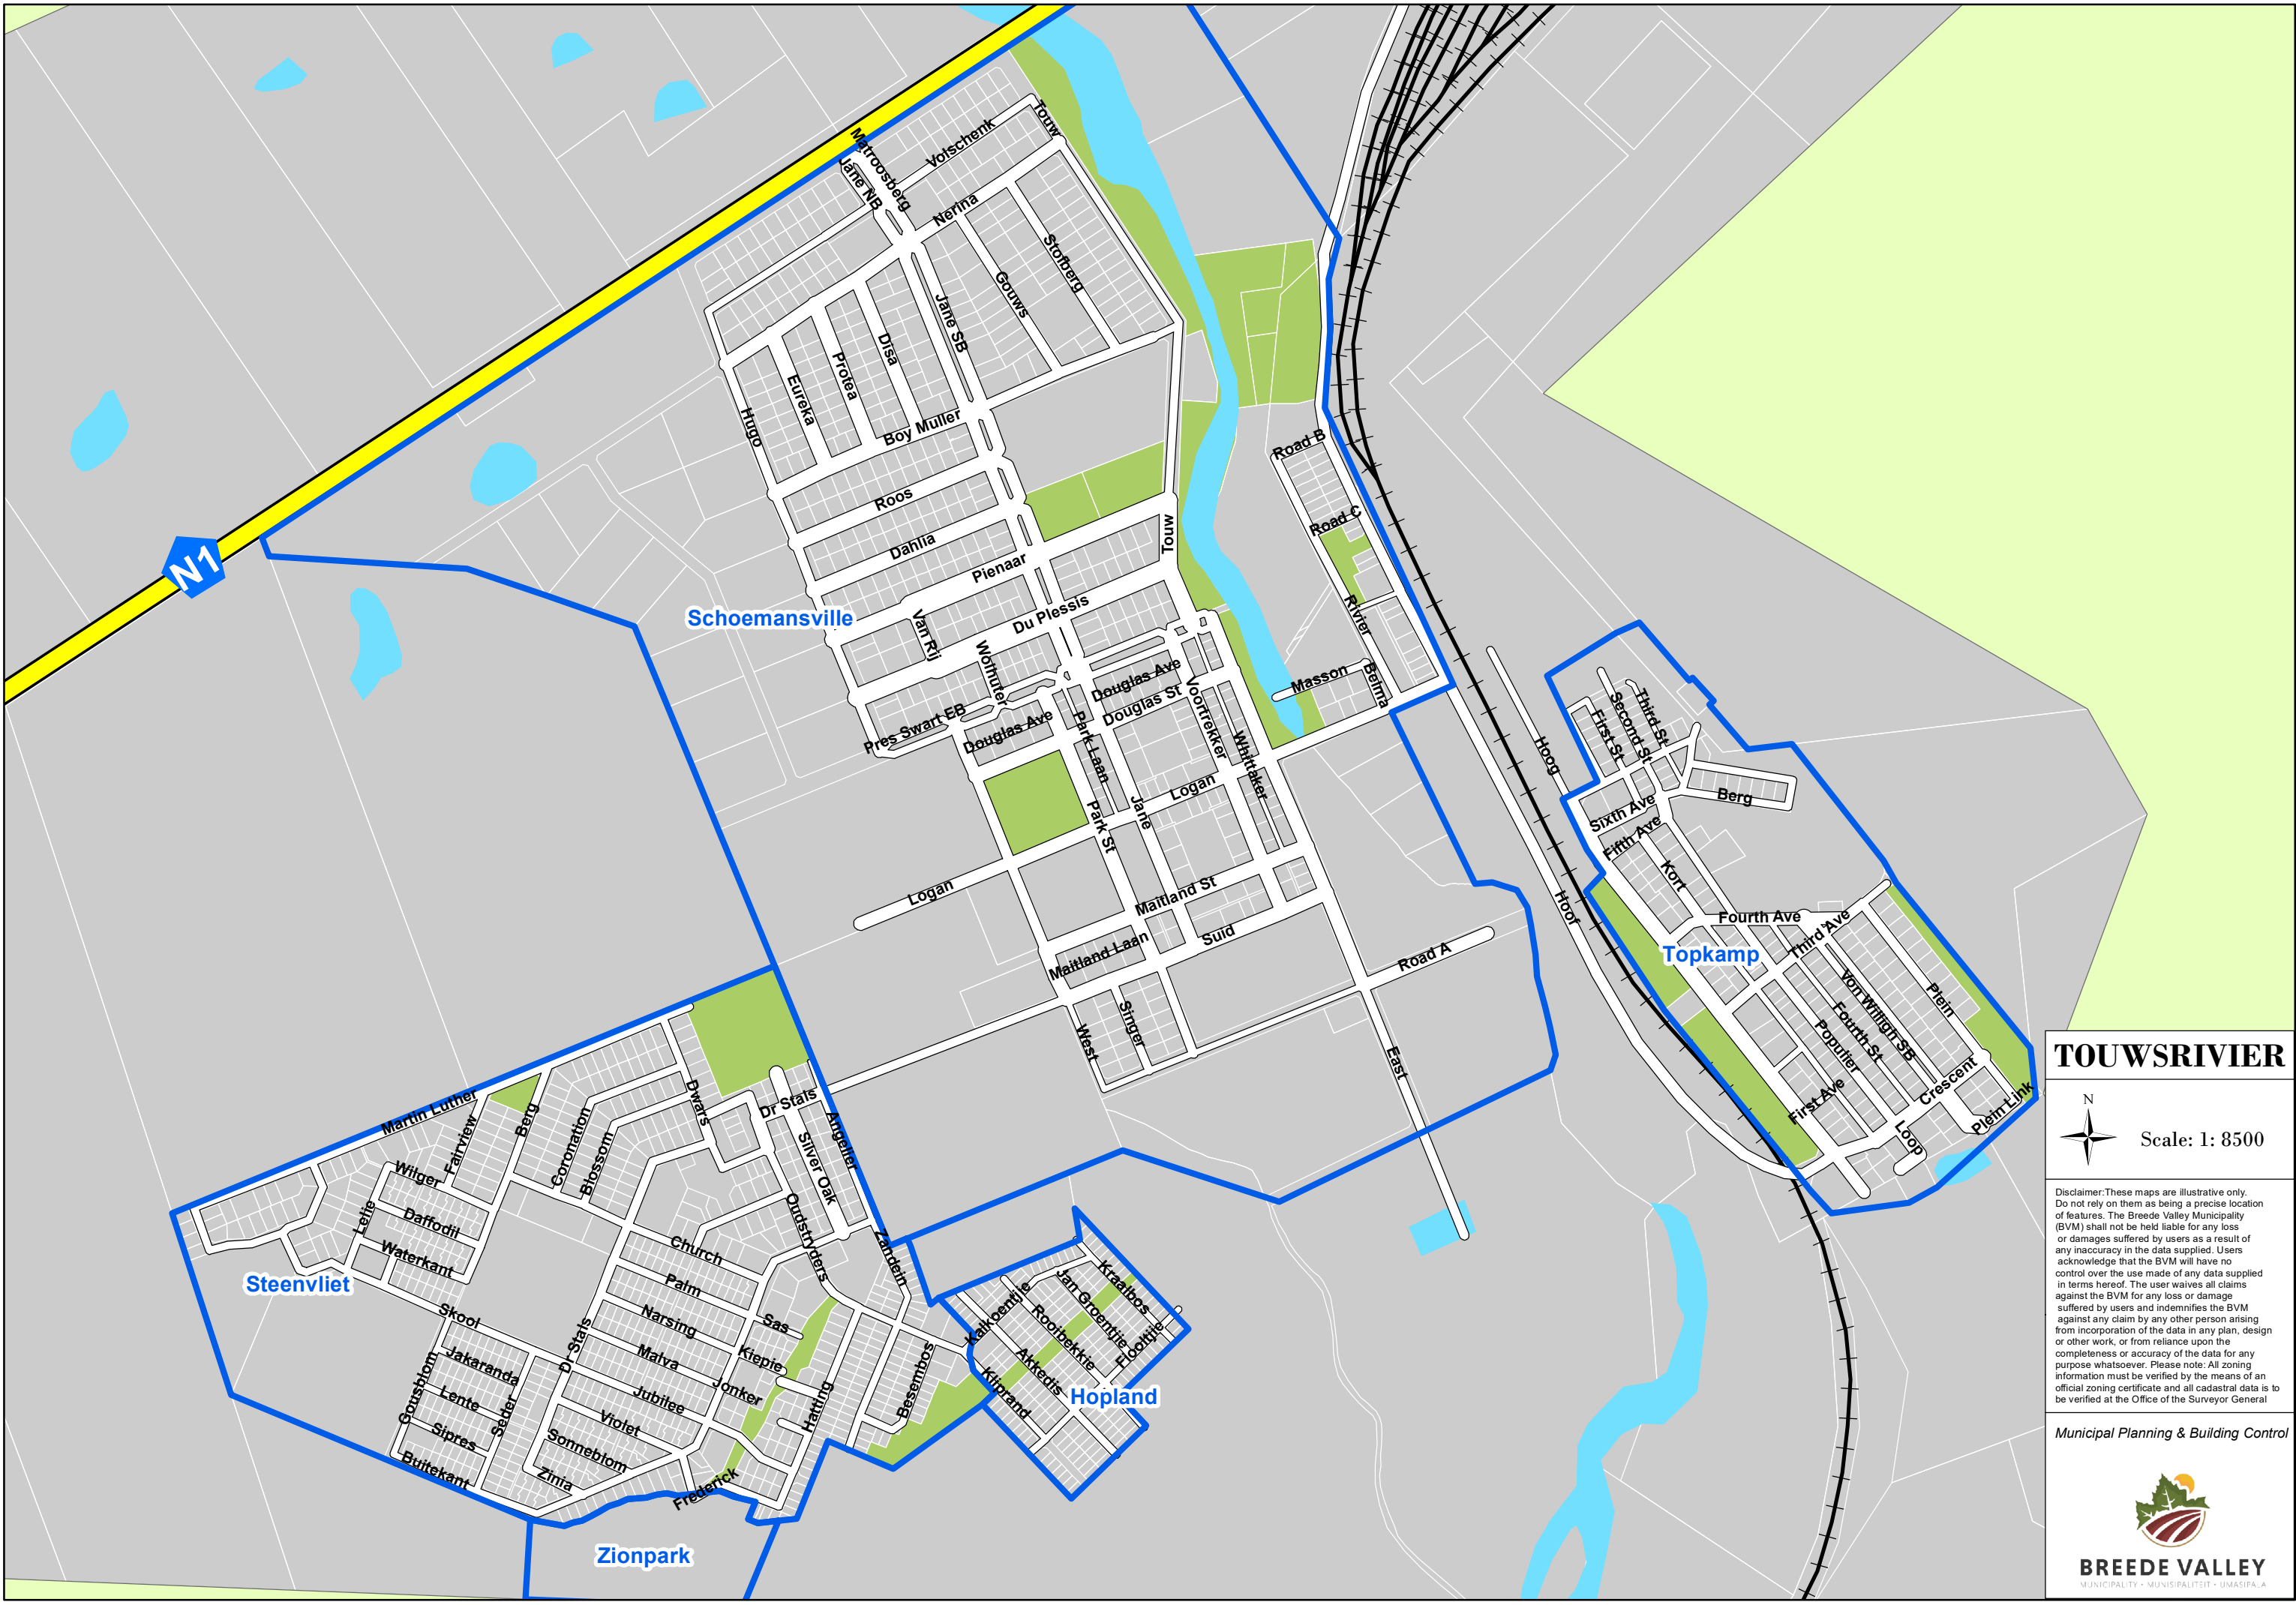 Matroosberg
Jane NB
Volschenk
Touw
Nerina
Stofberg
Gouws
Jane SB
Disa
Protea
Eureka
Hugo
Boy Muller
Roos
Dahlia
Pienaar
Touw
Road B
Road C
Rivier
N1
Schoemansville
Van Rij
Du Plessis
Wolhuter
Douglas Ave
Douglas St
Vortrekker
Whittaker
Masson
Belma
Pres Swart EB
Douglas Ave
Park Laan
Park St
Jane
Logan
Logan
Maitland St
Maitland Laan
Suid
Singer
West
Road A
East
Hoog
Hoof
First St
Second St
Third St
Berg
Sixth Ave
Fifth Ave
Kort
Fourth Ave
Third Ave
Topkamp
Von Willigh SB
Plein
Fourth St
Populier
First Ave
Crescent
Plein Link
Loop
Martin Luther
Fairview
Berg
Coronation
Blossom
Dwars
Dr Stals
Angelier
Silver Oak
Oudstryders
Zandein
Wilger
Daffodil
Lelie
Waterkant
Steenvliet
Church
Palm
Narsing
Sas
Malva
Kiepie
Skool
Dr Stals
Jakaranda
Gousblom
Lente
Seder
Sipres
Buitekant
Jubilee
Jonker
Violet
Sonneblom
Zinia
Frederick
Hatting
Besembos
Zionpark
Kalkoentjie
Kraalbos
Jan Groentjie
Rooibekkie
Flooitjie
Akkedis
Kliprand
Hopland
TOUWSRIVIER
N
Scale: 1: 8500
Disclaimer:These maps are illustrative only.
Do not rely on them as being a precise location
of features. The Breede Valley Municipality
(BVM) shall not be held liable for any loss
or damages suffered by users as a result of
any inaccuracy in the data supplied. Users
acknowledge that the BVM will have no
control over the use made of any data supplied
in terms hereof. The user waives all claims
against the BVM for any loss or damage
suffered by users and indemnifies the BVM
against any claim by any other person arising
from incorporation of the data in any plan, design
or other work, or from reliance upon the
completeness or accuracy of the data for any
purpose whatsoever. Please note: All zoning
information must be verified by the means of an
official zoning certificate and all cadastral data is to
be verified at the Office of the Surveyor General
Municipal Planning & Building Control
BREEDE VALLEY
MUNICIPALITY • MUNISIPALITEIT • UMASIPALA